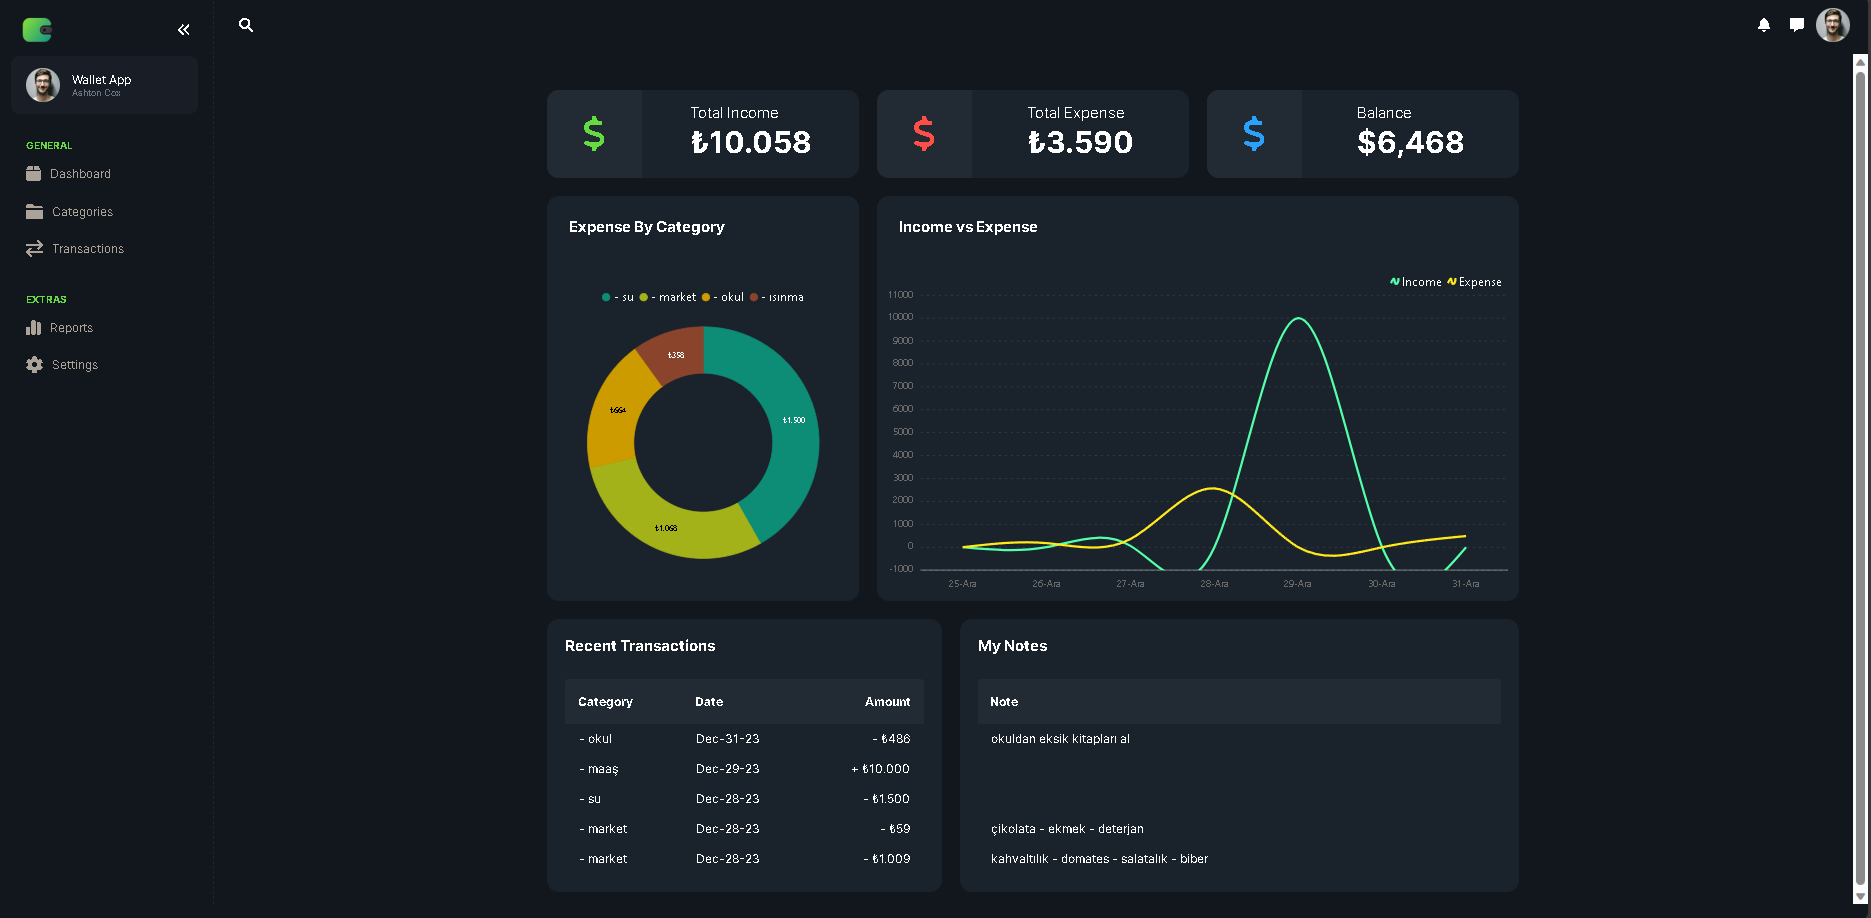 Wallet App
Ashton Cox
GENERAL
Dashboard
Categories
Transactions
EXTRAS
Reports
Settings
Total Income
₺10.058
Total Expense
₺3.590
Balance
$6,468
Expense By Category
- su - market - okul - ısınma
₺358
₺664
₺1.500
₺1.068
Income vs Expense
Income Expense
11000
10000
9000
8000
7000
6000
5000
4000
3000
2000
1000
0
-1000
25-Ara 26-Ara 27-Ara 28-Ara 29-Ara 30-Ara 31-Ara
Recent Transactions
Category Date Amount
- okul Dec-31-23 - ₺486
- maaş Dec-29-23 + ₺10.000
- su Dec-28-23 - ₺1.500
- market Dec-28-23 - ₺59
- market Dec-28-23 - ₺1.009
My Notes
Note
okuldan eksik kitapları al
çikolata - ekmek - deterjan
kahvaltılık - domates - salatalık - biber